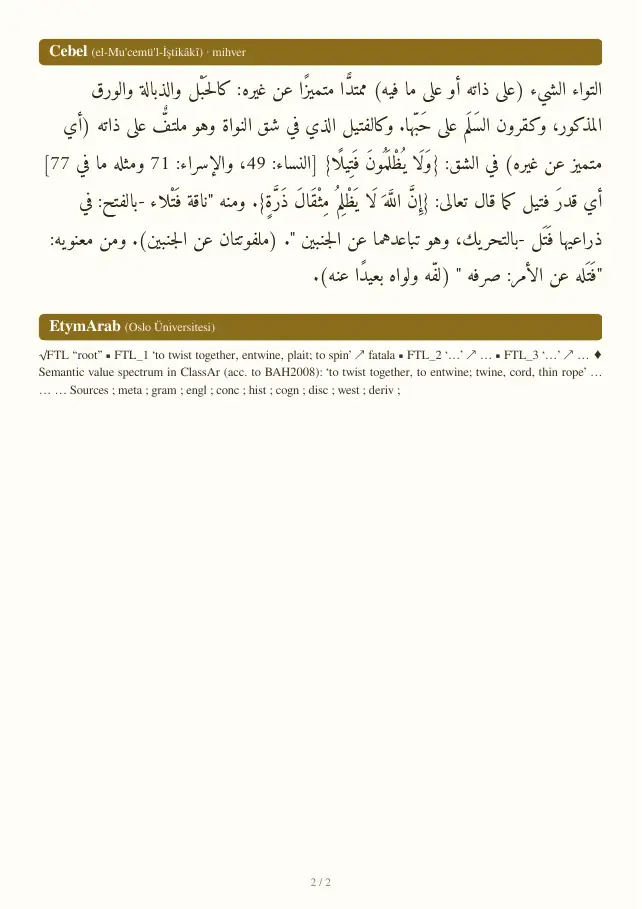 Cebel (el-Mu'cemü'l-İştikākī) · mihver
التواء الشيء (على ذاته أو على ما فيه) ممتدًّا متميزًا عن غيره: كالحَبْل والذبالة والورق
المذكور، وكقرون السَلَم على حَبّها. وكالفتيل الذي في شق النواة وهو ملتفٌّ على ذاته (أي
متميز عن غيره) في الشق: {وَلَا يُظْلَمُونَ فَتِيلًا} [النساء: 49، والإسراء: 71 ومثله ما في 77]
أي قدرَ فتيل كما قال تعالى: {إِنَّ اللَّهَ لَا يَظْلِمُ مِثْقَالَ ذَرَّةٍ}. ومنه "ناقة فَتْلاء -بالفتح: في
ذراعيها فَتَل -بالتحريك، وهو تباعدهما عن الجنبين ". (ملفوتتان عن الجنبين). ومن معنويه:
"فَتَله عن الأمر: صرفه " (لفّه ولواه بعيدًا عنه).
EtymArab (Oslo Üniversitesi)
√FTL “root” ▪ FTL_1 ‘to twist together, entwine, plait; to spin’ ↗ fatala ▪ FTL_2 ‘…’ ↗ … ▪ FTL_3 ‘…’ ↗ … ♦
Semantic value spectrum in ClassAr (acc. to BAH2008): ‘to twist together, to entwine; twine, cord, thin rope’ …
… … Sources ; meta ; gram ; engl ; conc ; hist ; cogn ; disc ; west ; deriv ;
2 / 2